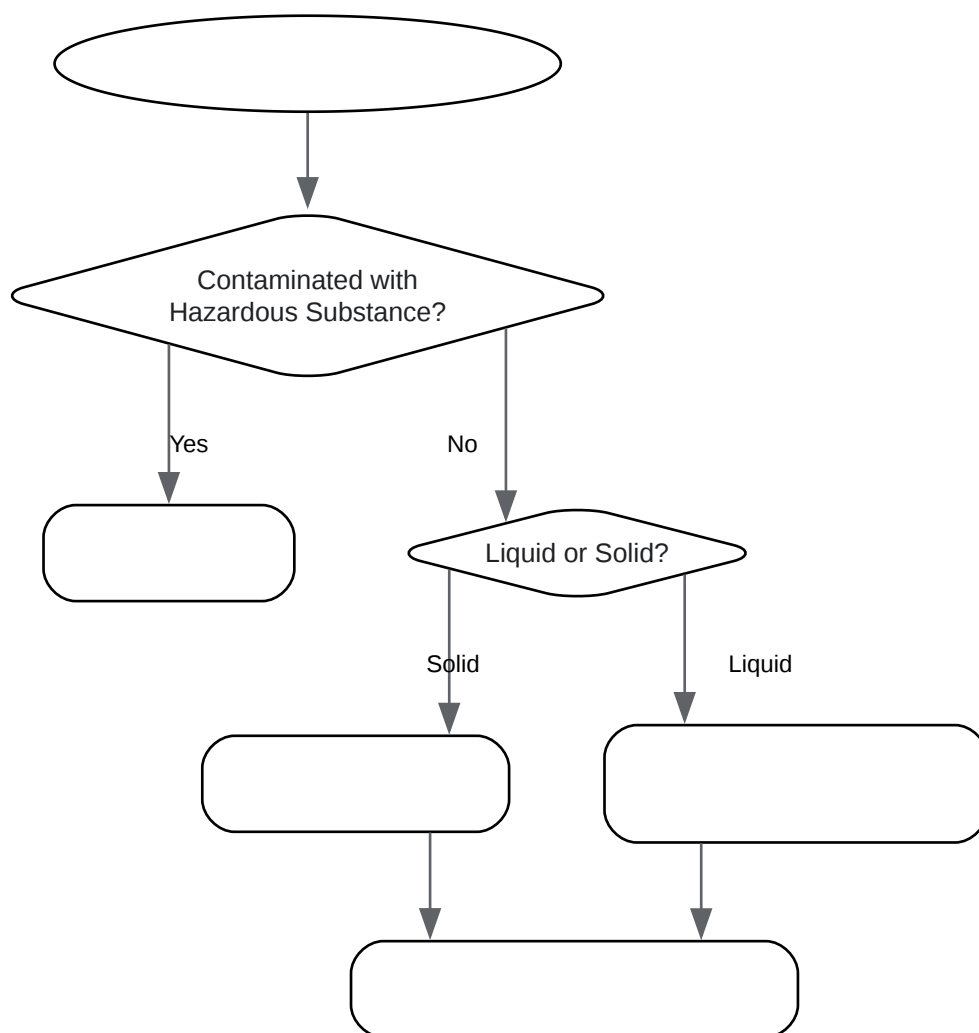 Contaminated with
Hazardous Substance?
Yes
No
Liquid or Solid?
Solid
Liquid